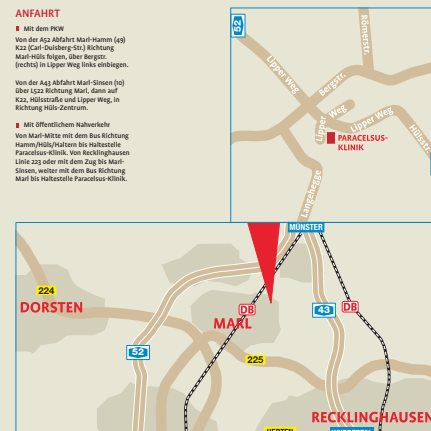 ANFAHRT
Mit dem PKW
Von der A52 Abfahrt Marl-Hamm (49)
K22 (Carl-Duisberg-Str.) Richtung
Marl-Hüls folgen, über Bergstr.
(rechts) in Lipper Weg links einbiegen.
Von der A43 Abfahrt Marl-Sinsen (10)
über L522 Richtung Marl, dann auf
K22, Hülsstraße und Lipper Weg, in
Richtung Hüls-Zentrum.
Mit öffentlichem Nahverkehr
Von Marl-Mitte mit dem Bus Richtung
Hamm/Hüls/Haltern bis Haltestelle
Paracelsus-Klinik. Von Recklinghausen
Linie 223 oder mit dem Zug bis Marl-
Sinsen, weiter mit dem Bus Richtung
Marl bis Haltestelle Paracelsus-Klinik.
52
Römerstr.
Lipper Weg
Bergstr.
Lipper Weg
Lipper Weg
Hülsstr.
PARACELSUS-
KLINIK
Langehegge
MÜNSTER
224
DORSTEN
DB
MARL
43
DB
52
225
RECKLINGHAUSEN
HERTEN